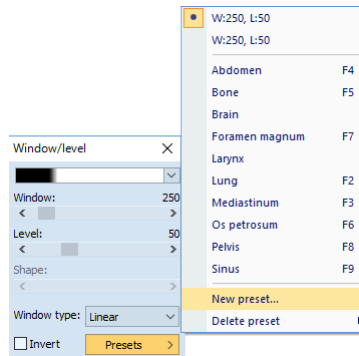 W:250, L:50
W:250, L:50
Abdomen F4
Bone F5
Brain
Foramen magnum F7
Larynx
Lung F2
Mediastinum F3
Os petrosum F6
Pelvis F8
Sinus F9
New preset...
Delete preset
Window/level
Window: 250
Level: 50
Shape:
Window type: Linear
Invert Presets